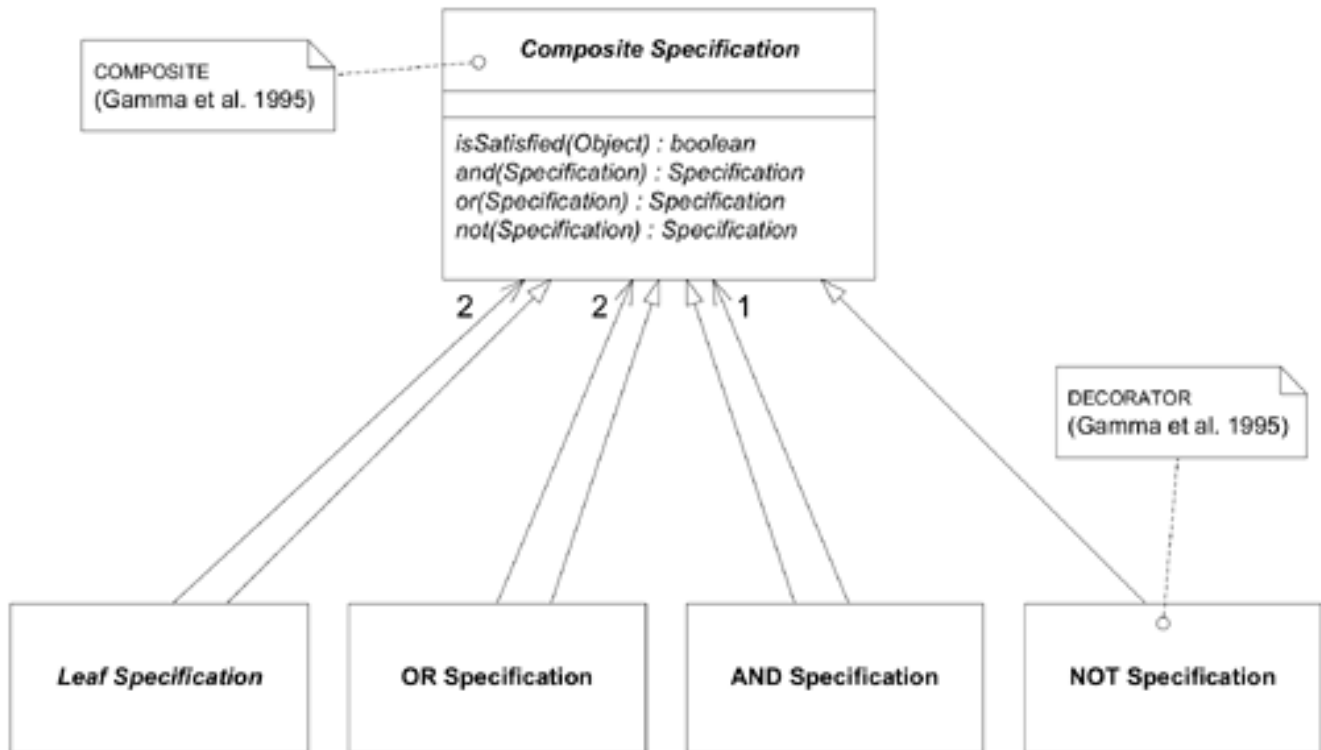 Composite Specification
COMPOSITE
(Gamma et al. 1995)
isSatisfied(Object) : boolean
and(Specification) : Specification
or(Specification) : Specification
not(Specification) : Specification
2
2
1
DECORATOR
(Gamma et al. 1995)
Leaf Specification
OR Specification
AND Specification
NOT Specification